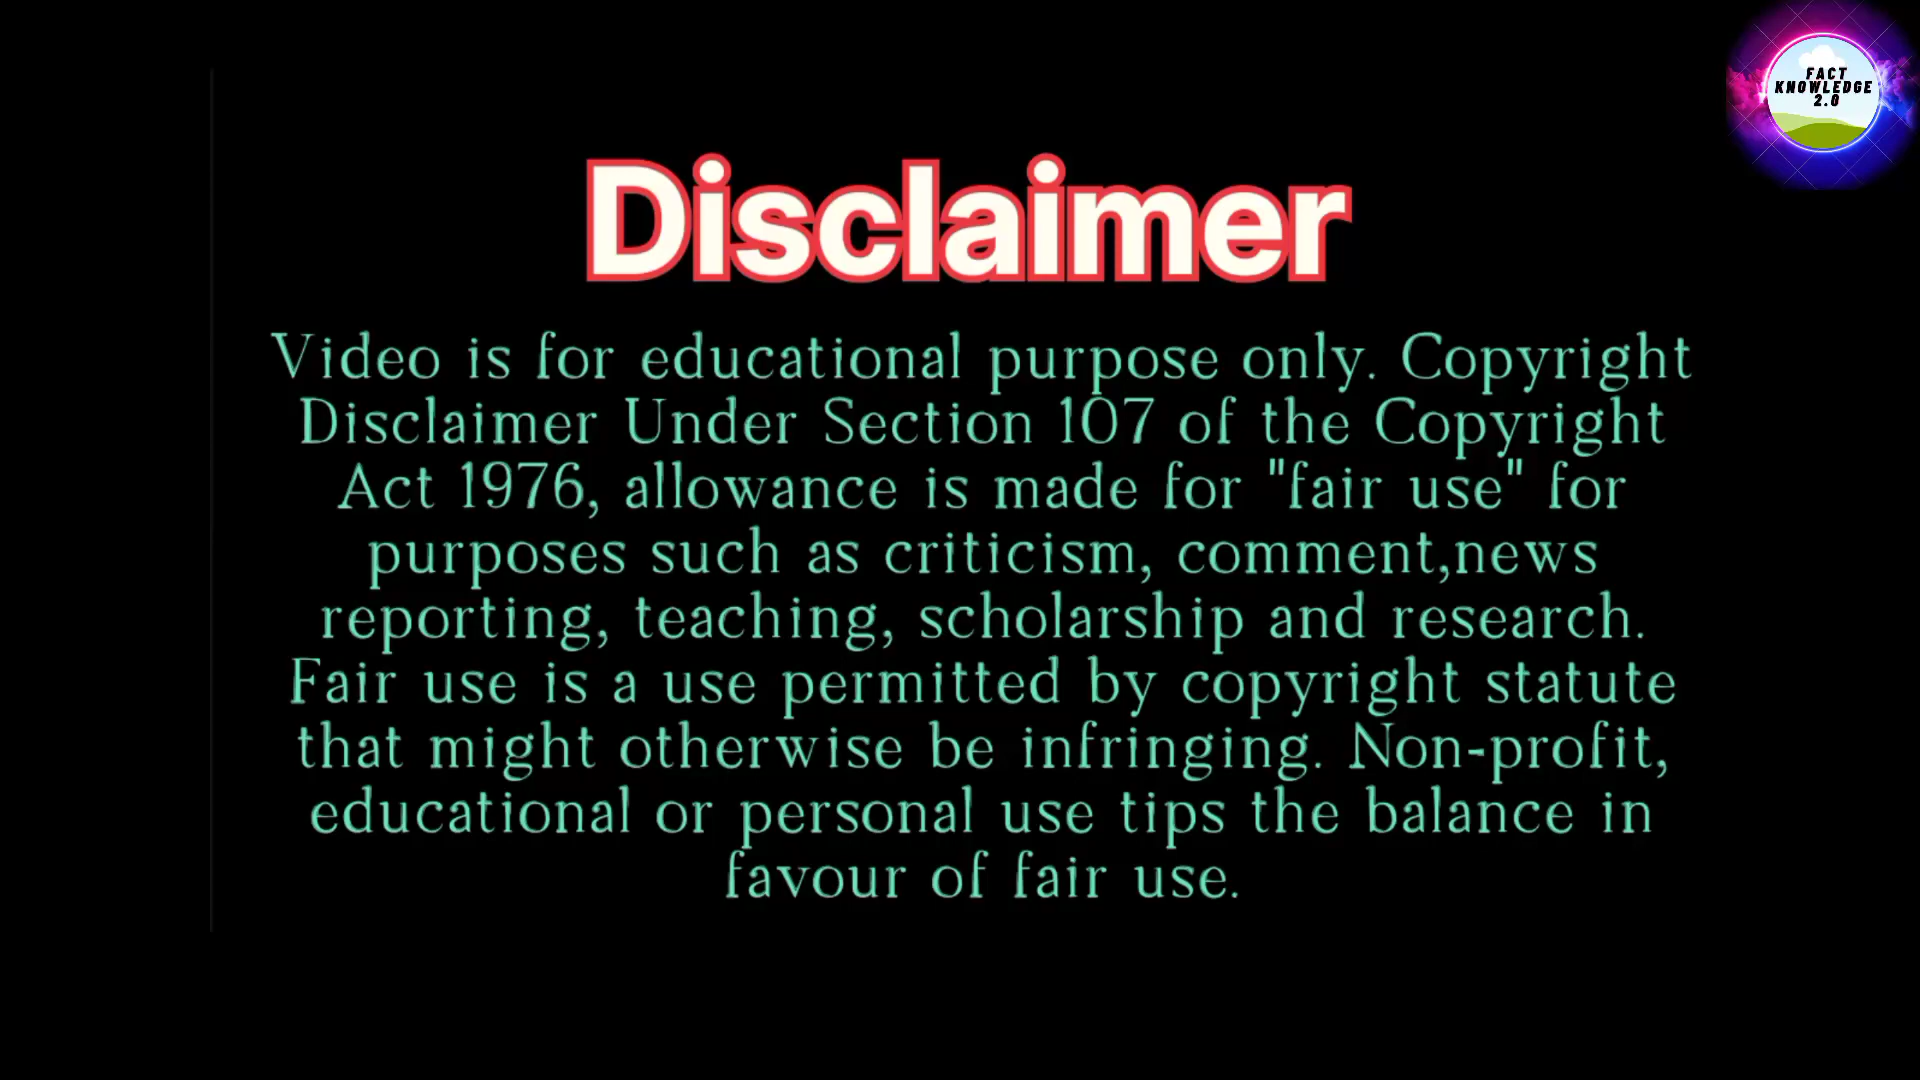 FACT
KNOWLEDGE
2.0
Disclaimer
Video is for educational purpose only. Copyright
Disclaimer Under Section 107 of the Copyright
Act 1976, allowance is made for "fair use" for
purposes such as criticism, comment,news
reporting, teaching, scholarship and research.
Fair use is a use permitted by copyright statute
that might otherwise be infringing. Non-profit,
educational or personal use tips the balance in
favour of fair use.